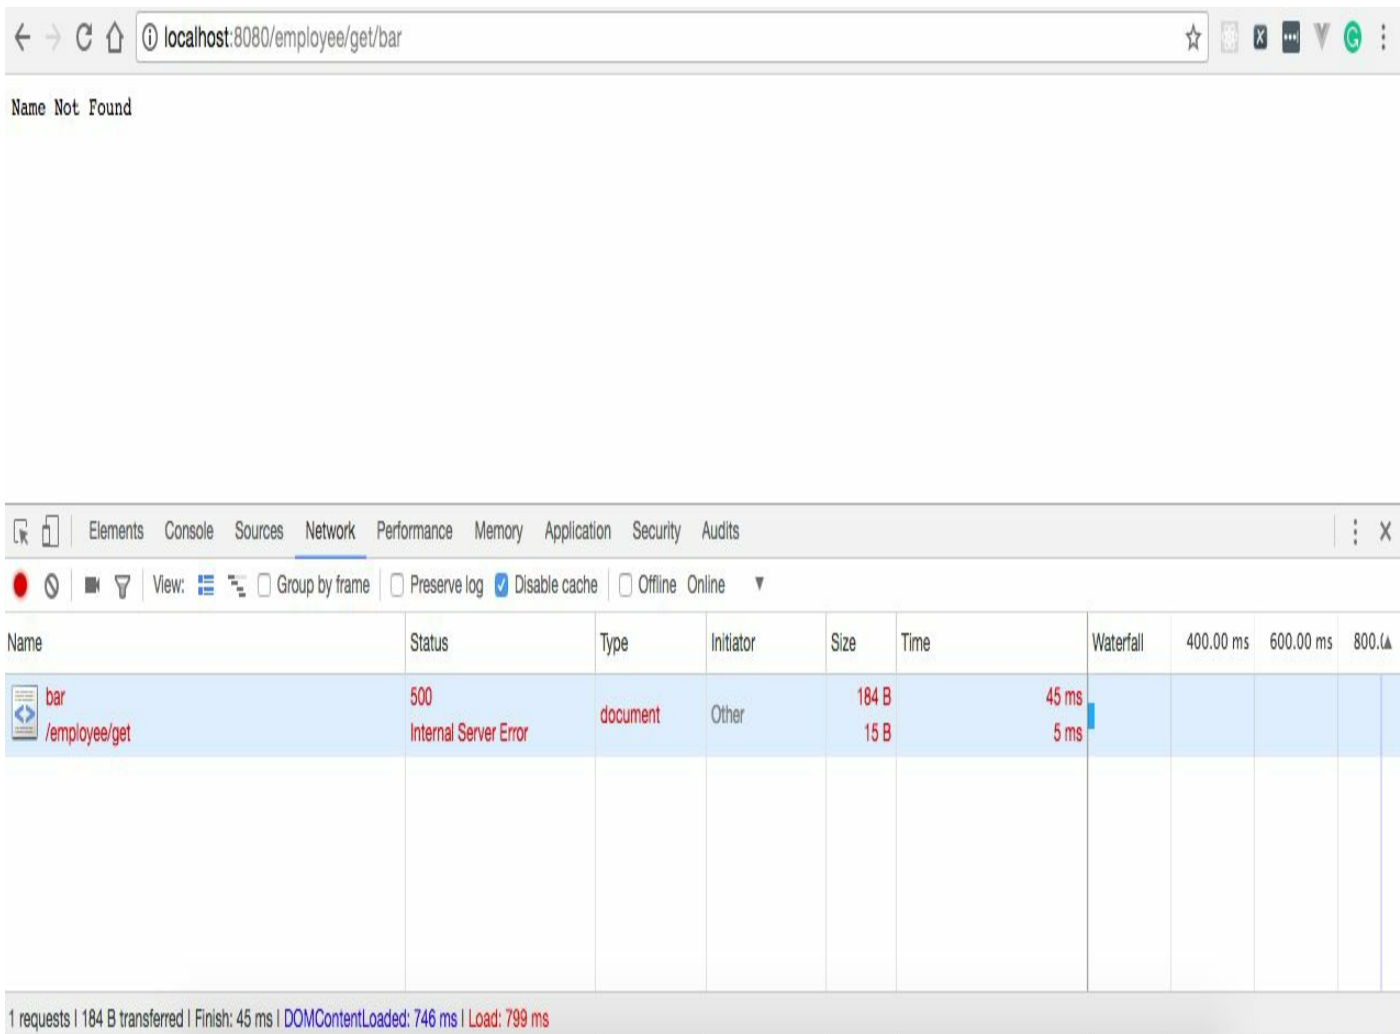 localhost:8080/employee/get/bar
Name Not Found
Elements Console Sources Network Performance Memory Application Security Audits
View: Group by frame Preserve log Disable cache Offline Online
Name Status Type Initiator Size Time Waterfall 400.00 ms 600.00 ms
bar 500 document Other 184 B 45 ms
/employee/get Internal Server Error 15 B 5 ms
1 requests | 184 B transferred | Finish: 45 ms | DOMContentLoaded: 746 ms | Load: 799 ms